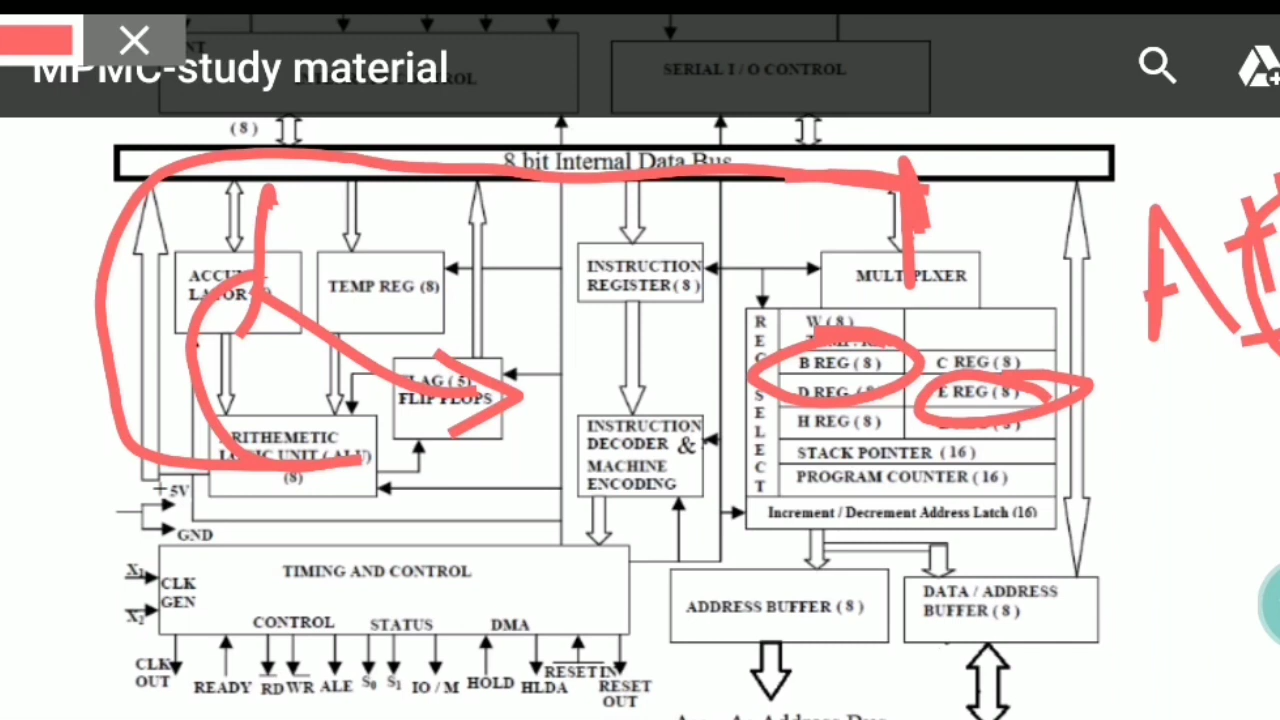 MPMC-study material
SERIAL I / O CONTROL
(8)
8 bit Internal Data Bus
ACCUMU-
LATOR
TEMP REG (8)
INSTRUCTION
REGISTER ( 8 )
MULTIPLXER
REG SELECT
W (8)
B REG ( 8 )
C REG ( 8 )
D REG
E REG ( 8 )
H REG ( 8 )
STACK POINTER ( 16 )
PROGRAM COUNTER ( 16 )
Increment / Decrement Address Latch (16)
FLAG ( 5 )
FLIP FLOPS
ARITHEMETIC
LOGIC UNIT ( ALU)
(8)
INSTRUCTION
DECODER &
MACHINE
ENCODING
+5V
GND
X₁
X₂
CLK
GEN
TIMING AND CONTROL
CONTROL
STATUS
DMA
CLK
OUT
READY
RD
WR
ALE
S₀
S₁
IO / M
HOLD
HLDA
RESET IN
RESET
OUT
ADDRESS BUFFER ( 8 )
DATA / ADDRESS
BUFFER ( 8 )